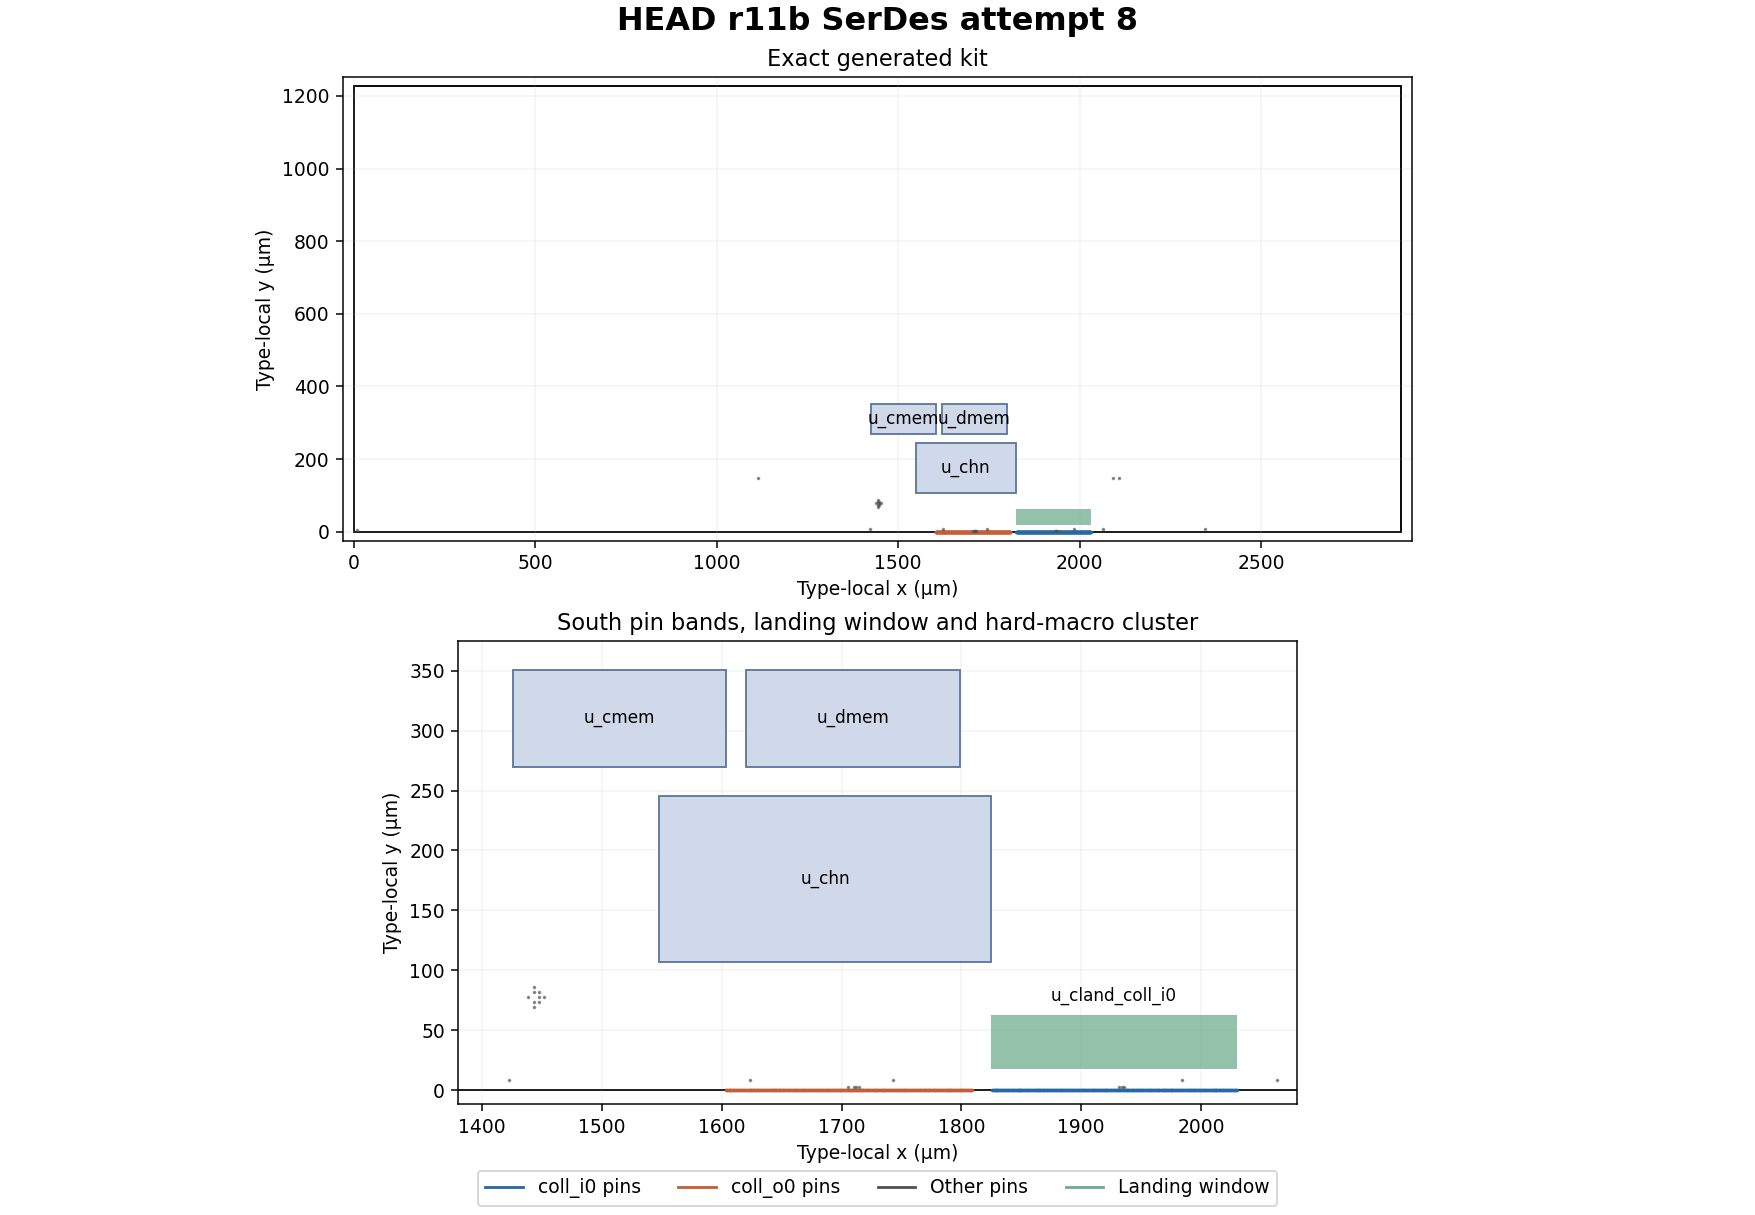 HEAD r11b SerDes attempt 8
Exact generated kit
1200
1000
800
600
400
200
0
Type-local y (µm)
u_cmem
u_dmem
u_chn
0
500
1000
1500
2000
2500
Type-local x (µm)
South pin bands, landing window and hard-macro cluster
350
300
250
200
150
100
50
0
Type-local y (µm)
u_cmem
u_dmem
u_chn
u_cland_coll_i0
1400
1500
1600
1700
1800
1900
2000
Type-local x (µm)
coll_i0 pins
coll_o0 pins
Other pins
Landing window